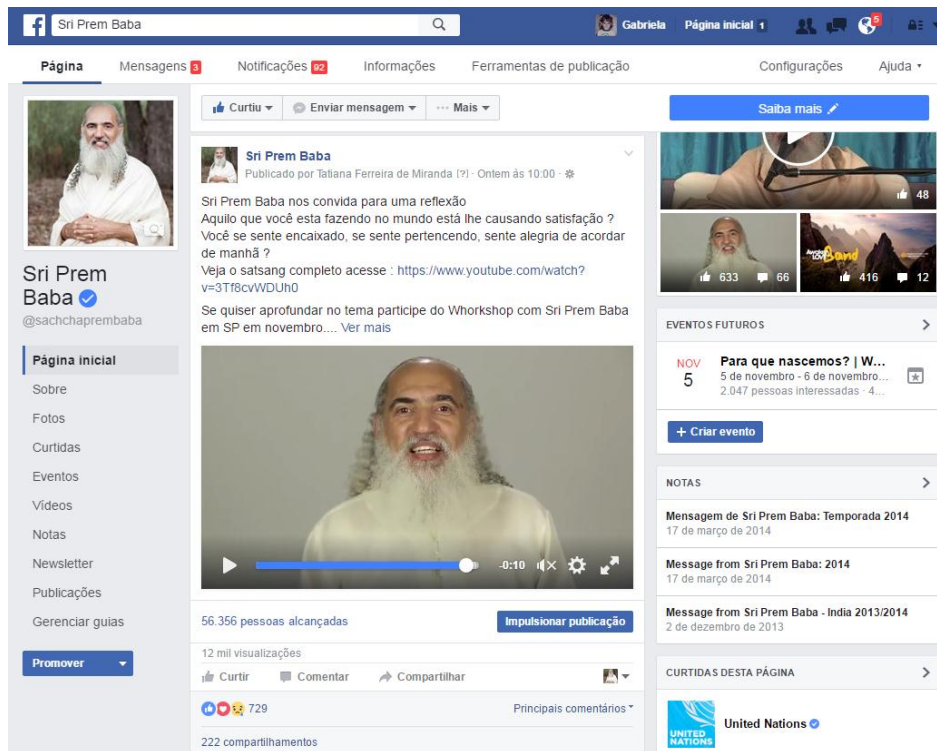 Sri Prem Baba
Gabriela
Página inicial 1
5
Página
Mensagens 3
Notificações 92
Informações
Ferramentas de publicação
Configurações
Ajuda
Curtiu
Enviar mensagem
Mais
Saiba mais
Sri Prem
Baba
@sachchaprembaba
Página inicial
Sobre
Fotos
Curtidas
Eventos
Vídeos
Notas
Newsletter
Publicações
Gerenciar guias
Promover
Sri Prem Baba
Publicado por Tatiana Ferreira de Miranda [?] · Ontem às 10:00 ·
Sri Prem Baba nos convida para uma reflexão
Aquilo que você esta fazendo no mundo está lhe causando satisfação ?
Você se sente encaixado, se sente pertencendo, sente alegria de acordar
de manhã ?
Veja o satsang completo acesse : https://www.youtube.com/watch?
v=3Tf8cvWDUh0
Se quiser aprofundar no tema participe do Whorkshop com Sri Prem Baba
em SP em novembro.... Ver mais
-0:10
56.356 pessoas alcançadas
Impulsionar publicação
12 mil visualizações
Curtir
Comentar
Compartilhar
729
Principais comentários
222 compartilhamentos
48
633
66
Band
416
12
EVENTOS FUTUROS
NOV
5
Para que nascemos? | W...
5 de novembro - 6 de novembro...
2.047 pessoas interessadas · 4...
+ Criar evento
NOTAS
Mensagem de Sri Prem Baba: Temporada 2014
17 de março de 2014
Message from Sri Prem Baba: 2014
17 de março de 2014
Message from Sri Prem Baba - India 2013/2014
2 de dezembro de 2013
CURTIDAS DESTA PÁGINA
UNITED
NATIONS
United Nations